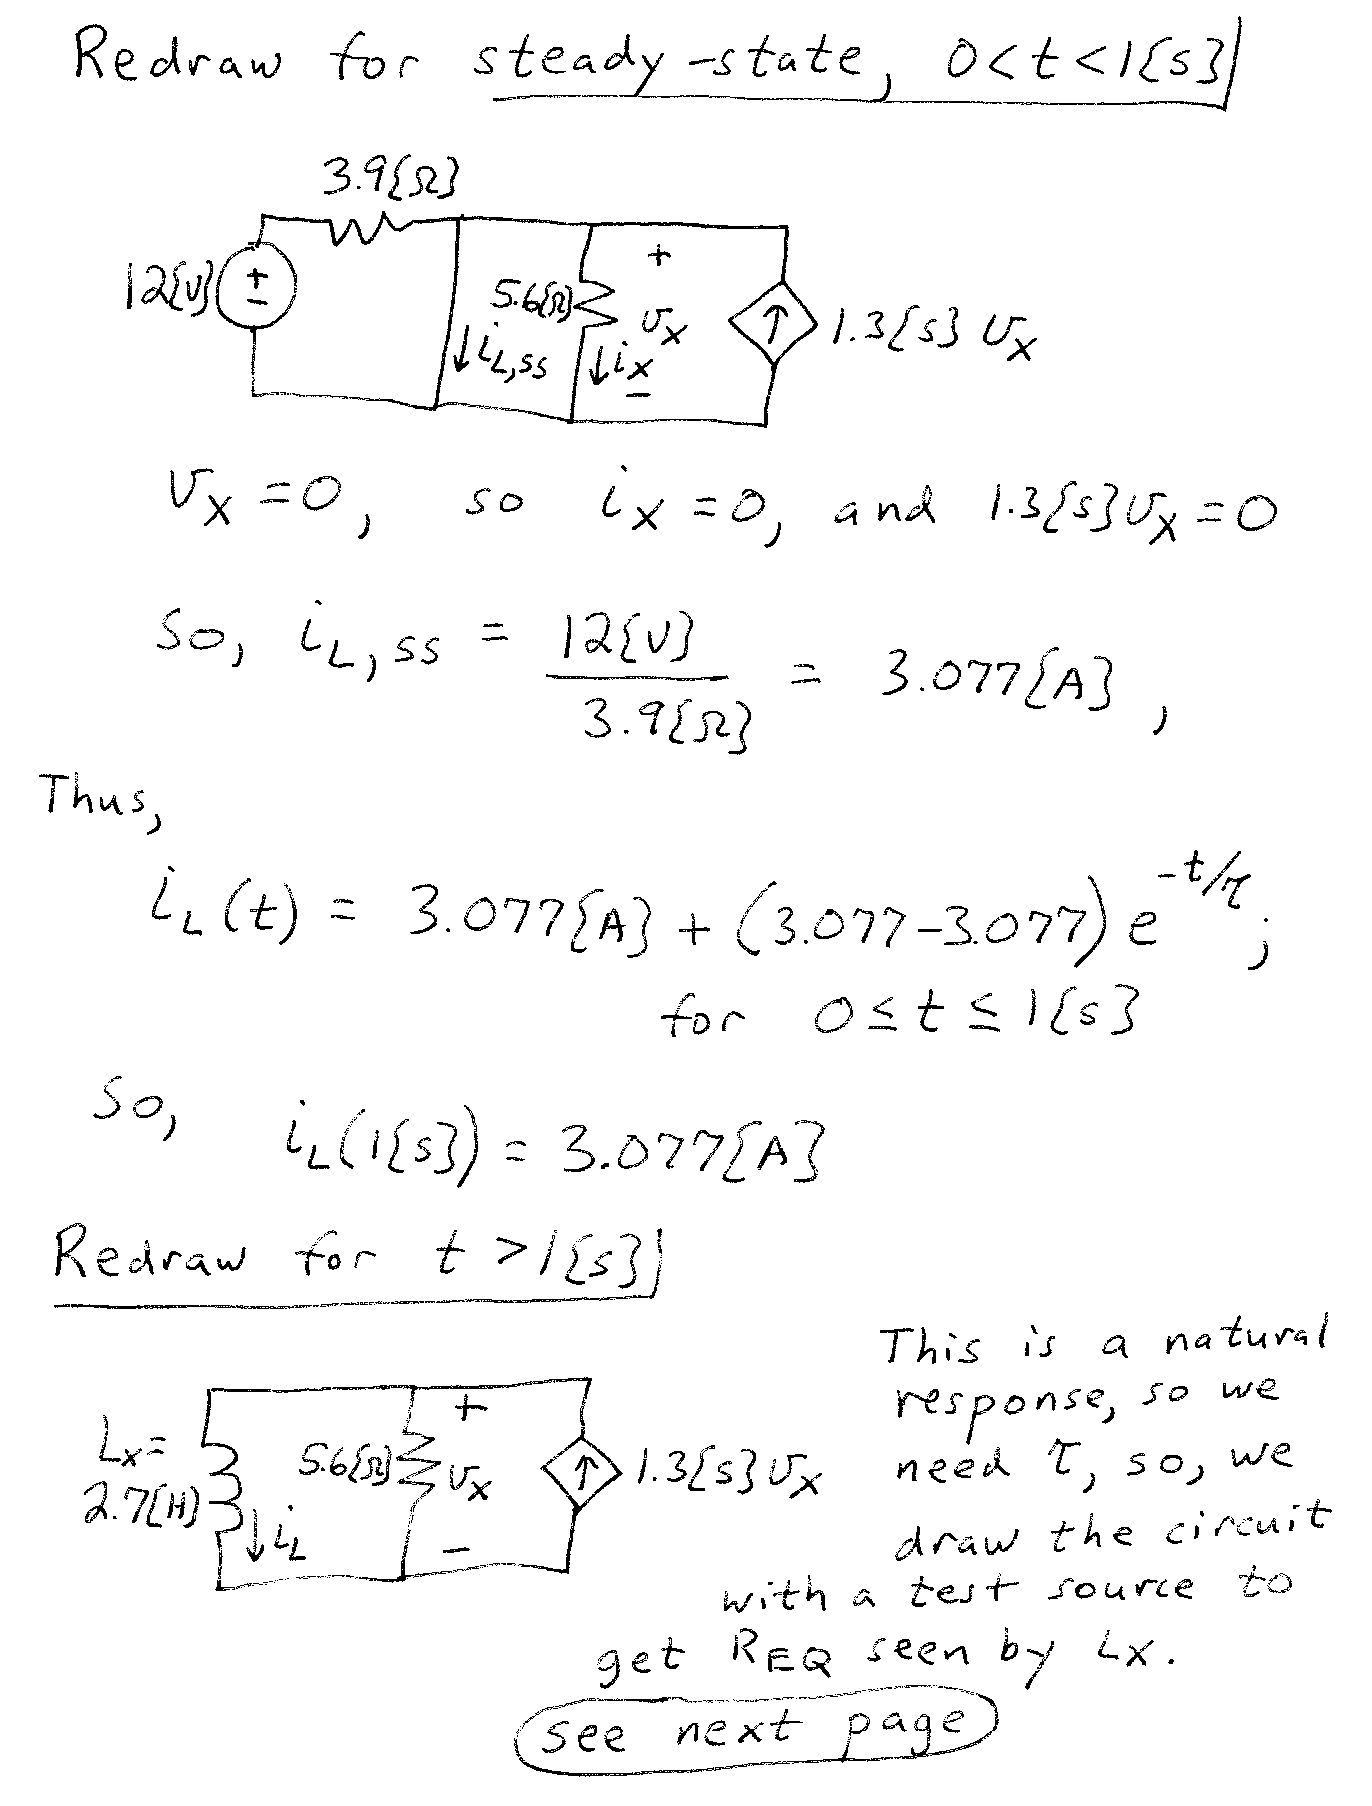 Redraw for steady-state, 0<t<1{s}
3.9{Ω}
12{V} + - 5.6{Ω} + vx - 1.3{s} vx
iL,ss ix
vx = 0, so ix = 0, and 1.3{s}vx = 0
So, iL,ss = 12{V} / 3.9{Ω} = 3.077{A},
Thus,
iL(t) = 3.077{A} + (3.077-3.077) e^-t/τ;
for 0 ≤ t ≤ 1{s}
So, iL(1{s}) = 3.077{A}
Redraw for t > 1{s}
Lx = 2.7{H} iL 5.6{Ω} + vx - 1.3{s} vx
This is a natural
response, so we
need τ, so, we
draw the circuit
with a test source to
get REQ seen by Lx.
see next page